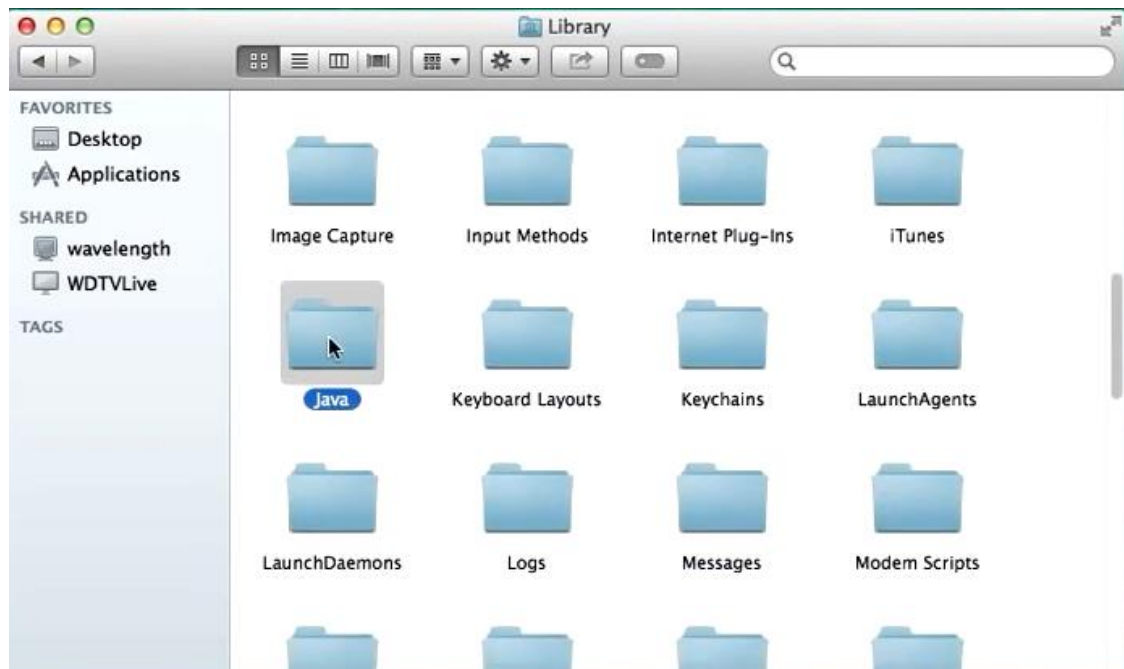 Library
FAVORITES
Desktop
Applications
SHARED
wavelength
WDTVLive
TAGS
Image Capture
Input Methods
Internet Plug-Ins
iTunes
Java
Keyboard Layouts
Keychains
LaunchAgents
LaunchDaemons
Logs
Messages
Modem Scripts